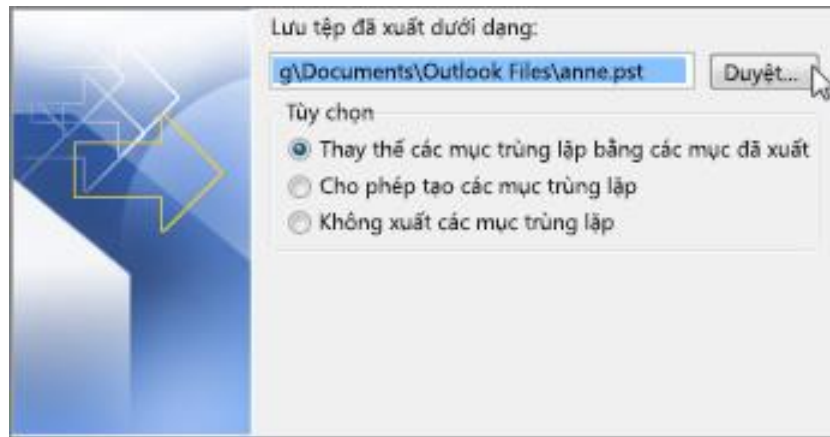 Lưu tệp đã xuất dưới dạng:
g\Documents\Outlook Files\anne.pst Duyệt...
Tùy chọn
Thay thế các mục trùng lặp bằng các mục đã xuất
Cho phép tạo các mục trùng lặp
Không xuất các mục trùng lặp